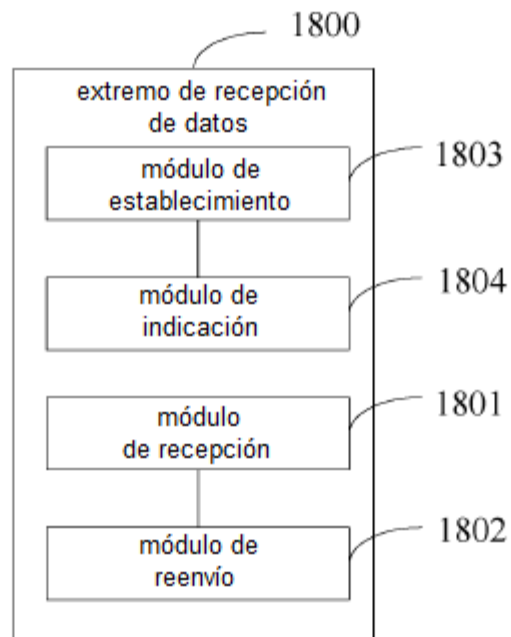 1800
extremo de recepción
de datos
módulo de
establecimiento
1803
módulo de
indicación
1804
módulo
de recepción
1801
módulo de
reenvío
1802